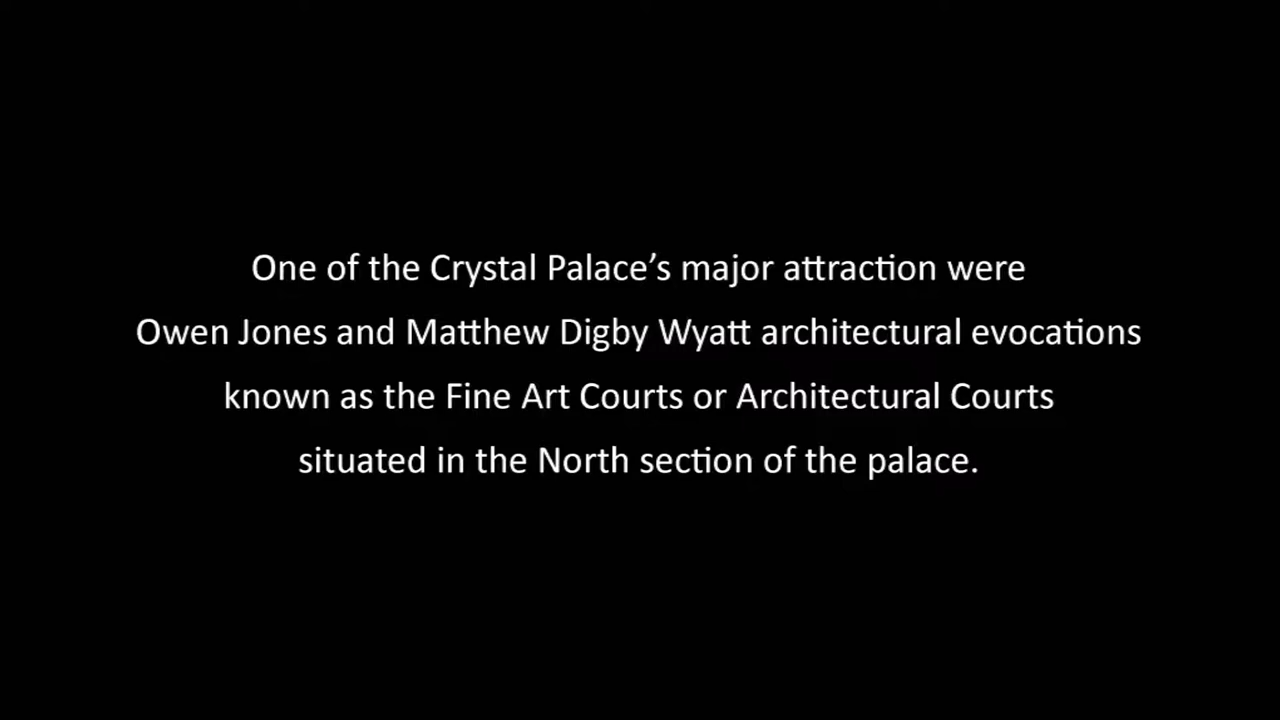 One of the Crystal Palace’s major attraction were
Owen Jones and Matthew Digby Wyatt architectural evocations
known as the Fine Art Courts or Architectural Courts
situated in the North section of the palace.